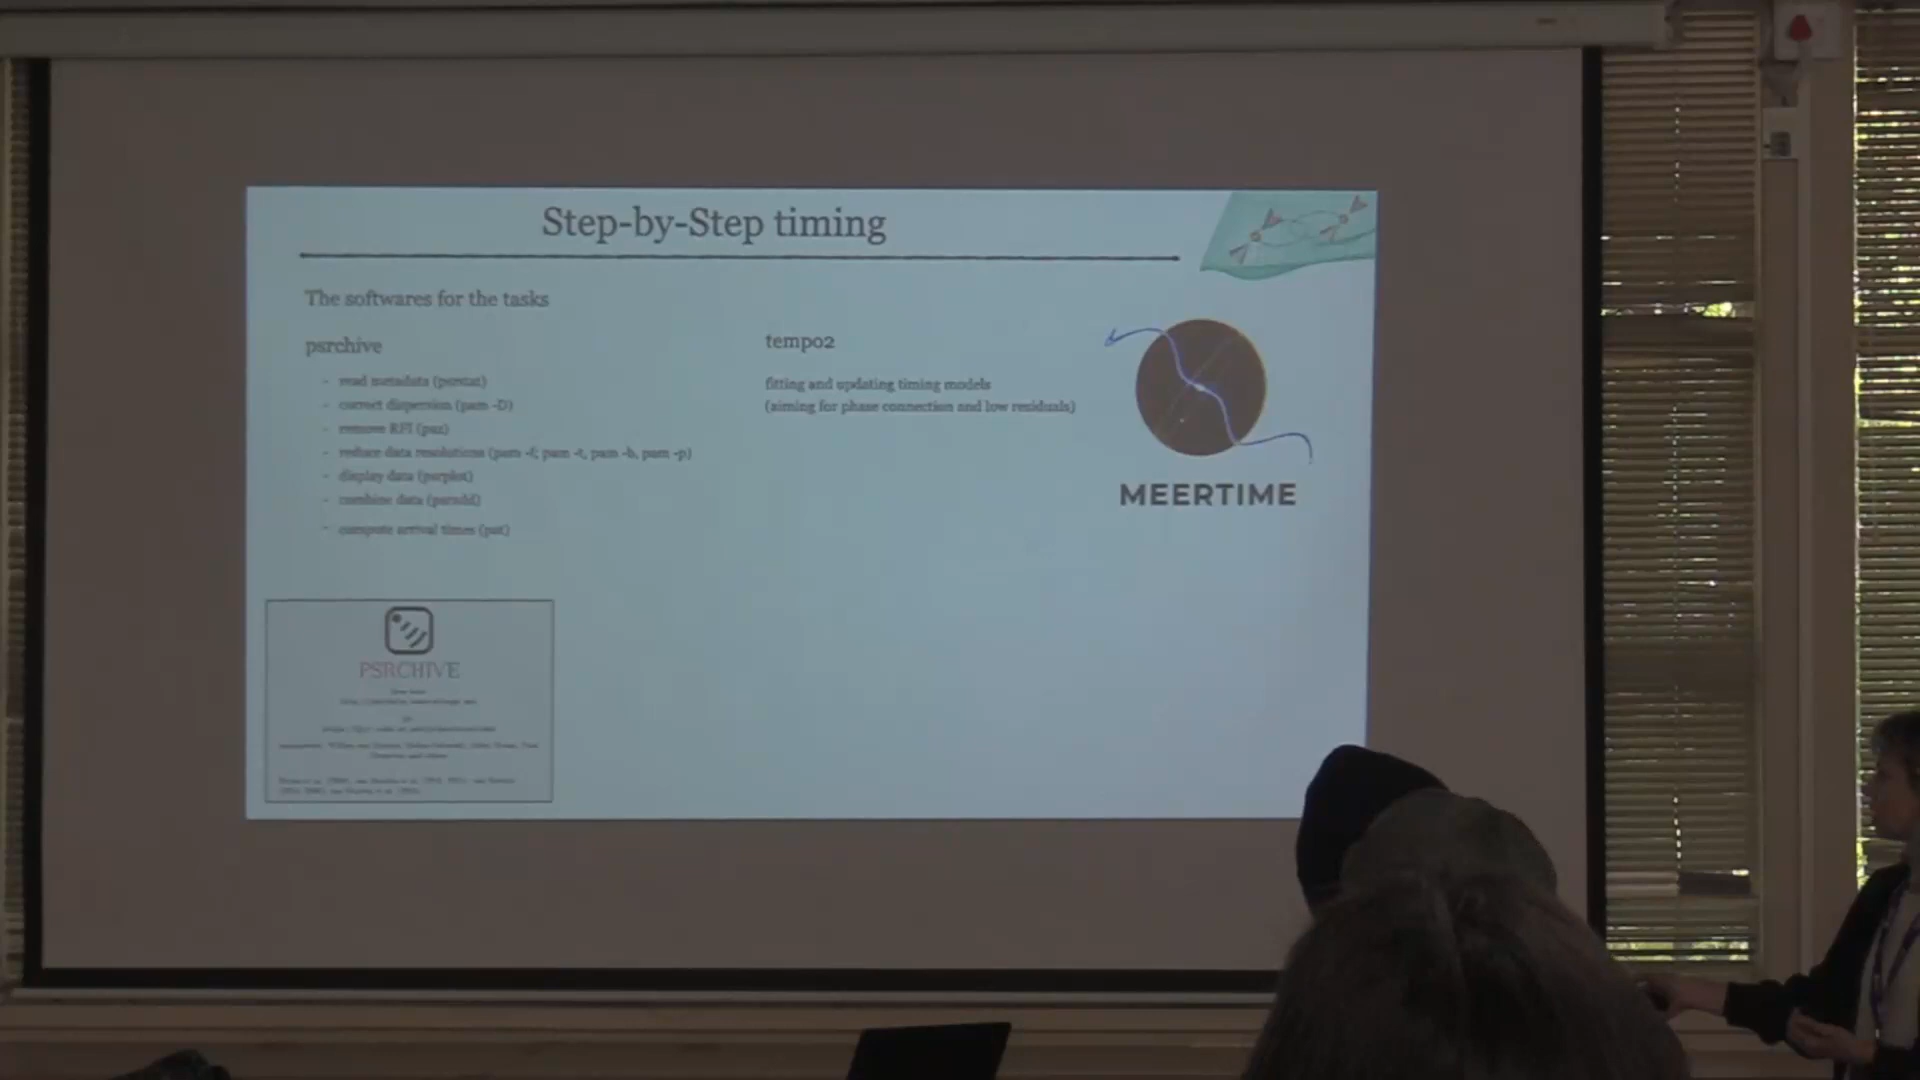 Step-by-Step timing
The softwares for the tasks
psrchive
- read metadata (psrstat)
- correct dispersion (pam -D)
- remove RFI (paz)
- reduce data resolutions (pam -f, pam -t, pam -b, pam -p)
- display data (psrplot)
- combine data (psradd)
- compute arrival times (pat)
tempo2
fitting and updating timing models
(aiming for phase connection and low residuals)
MEERTIME
PSRCHIVE